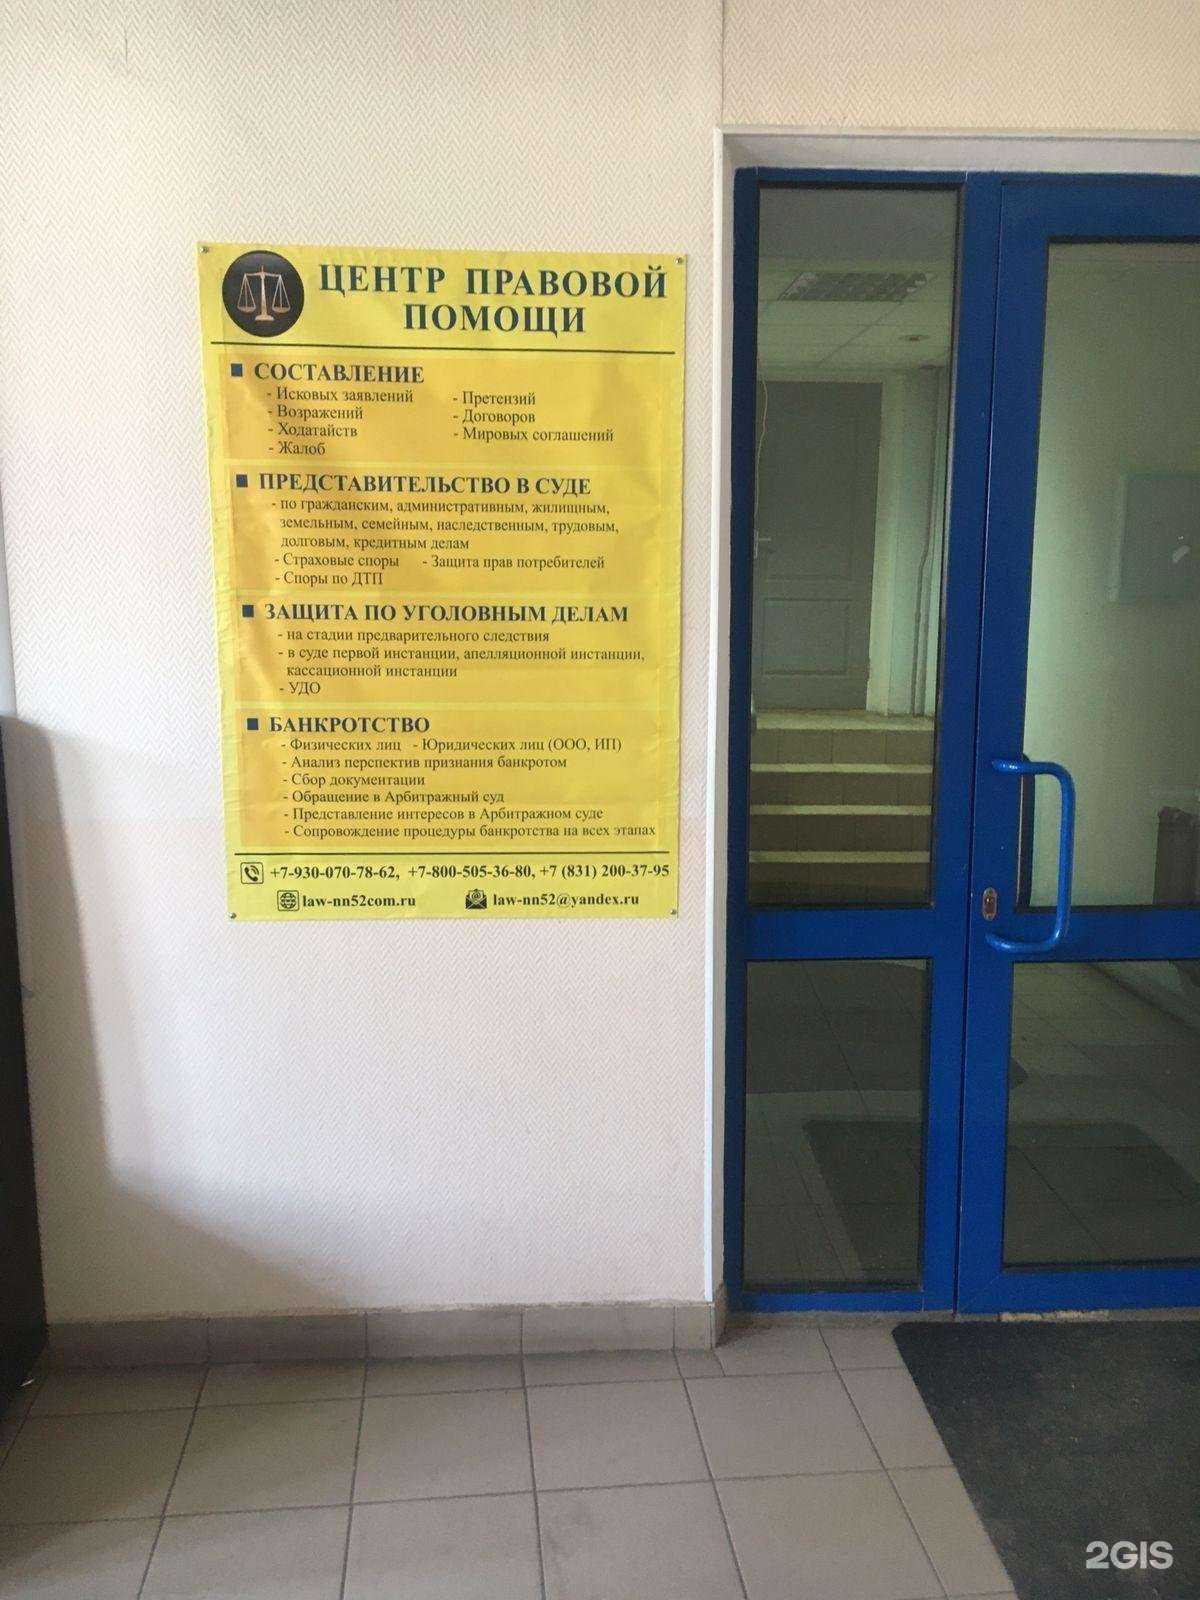 ЦЕНТР ПРАВОВОЙ
ПОМОЩИ
СОСТАВЛЕНИЕ
- Исковых заявлений - Претензий
- Возражений - Договоров
- Ходатайств - Мировых соглашений
- Жалоб
ПРЕДСТАВИТЕЛЬСТВО В СУДЕ
- по гражданским, административным, жилищным,
земельным, семейным, наследственным, трудовым,
долговым, кредитным делам
- Страховые споры - Защита прав потребителей
- Споры по ДТП
ЗАЩИТА ПО УГОЛОВНЫМ ДЕЛАМ
- на стадии предварительного следствия
- в суде первой инстанции, апелляционной инстанции,
кассационной инстанции
- УДО
БАНКРОТСТВО
- Физических лиц - Юридических лиц (ООО, ИП)
- Анализ перспектив признания банкротом
- Сбор документации
- Обращение в Арбитражный суд
- Представление интересов в Арбитражном суде
- Сопровождение процедуры банкротства на всех этапах
+7-930-070-78-62, +7-800-505-36-80, +7 (831) 200-37-95
law-nn52com.ru law-nn52@yandex.ru
2GIS